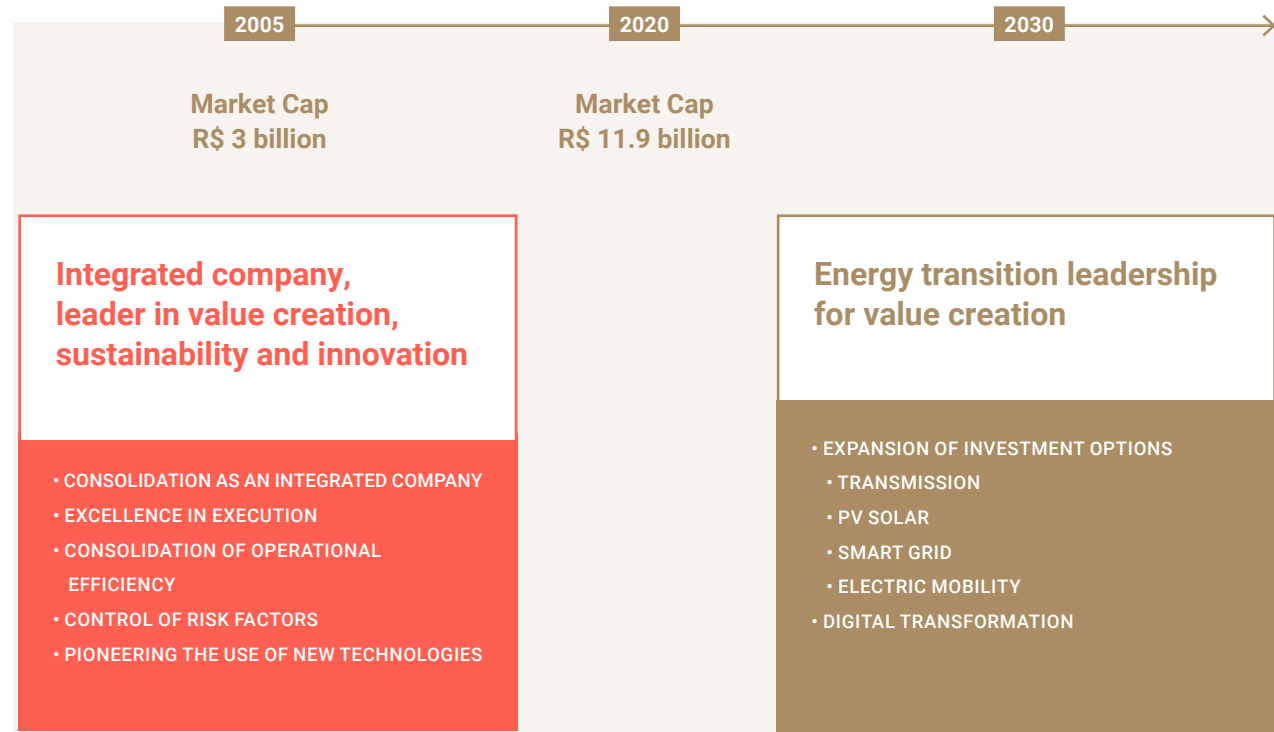 2005
2020
2030
Market Cap
R$ 3 billion
Market Cap
R$ 11.9 billion
Integrated company,
leader in value creation,
sustainability and innovation
• CONSOLIDATION AS AN INTEGRATED COMPANY
• EXCELLENCE IN EXECUTION
• CONSOLIDATION OF OPERATIONAL
EFFICIENCY
• CONTROL OF RISK FACTORS
• PIONEERING THE USE OF NEW TECHNOLOGIES
Energy transition leadership
for value creation
• EXPANSION OF INVESTMENT OPTIONS
• TRANSMISSION
• PV SOLAR
• SMART GRID
• ELECTRIC MOBILITY
• DIGITAL TRANSFORMATION